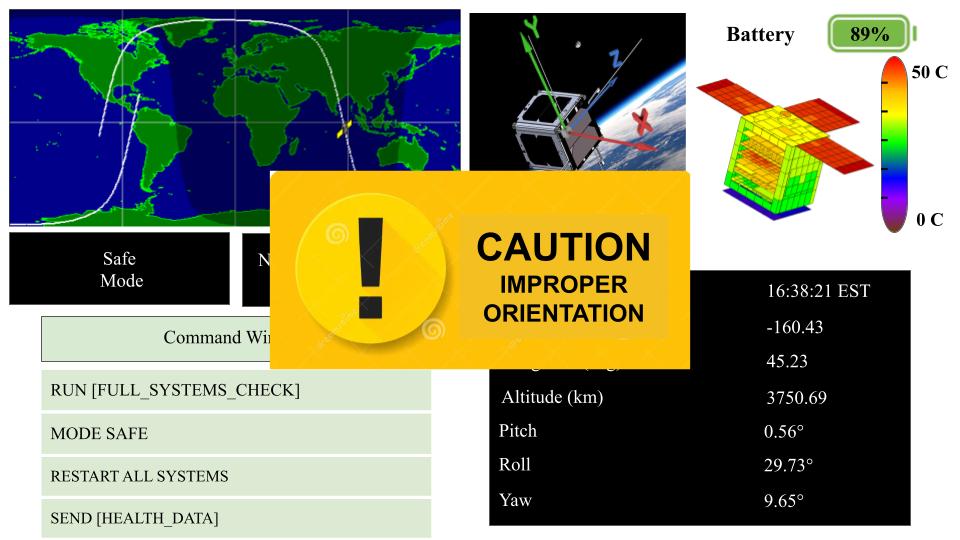 Battery
89%
50 C
0 C
Y
Z
X
Safe
Mode
CAUTION
IMPROPER
ORIENTATION
Command
RUN [FULL_SYSTEMS_CHECK]
MODE SAFE
RESTART ALL SYSTEMS
SEND [HEALTH_DATA]
16:38:21 EST
-160.43
45.23
Altitude (km) 3750.69
Pitch 0.56°
Roll 29.73°
Yaw 9.65°